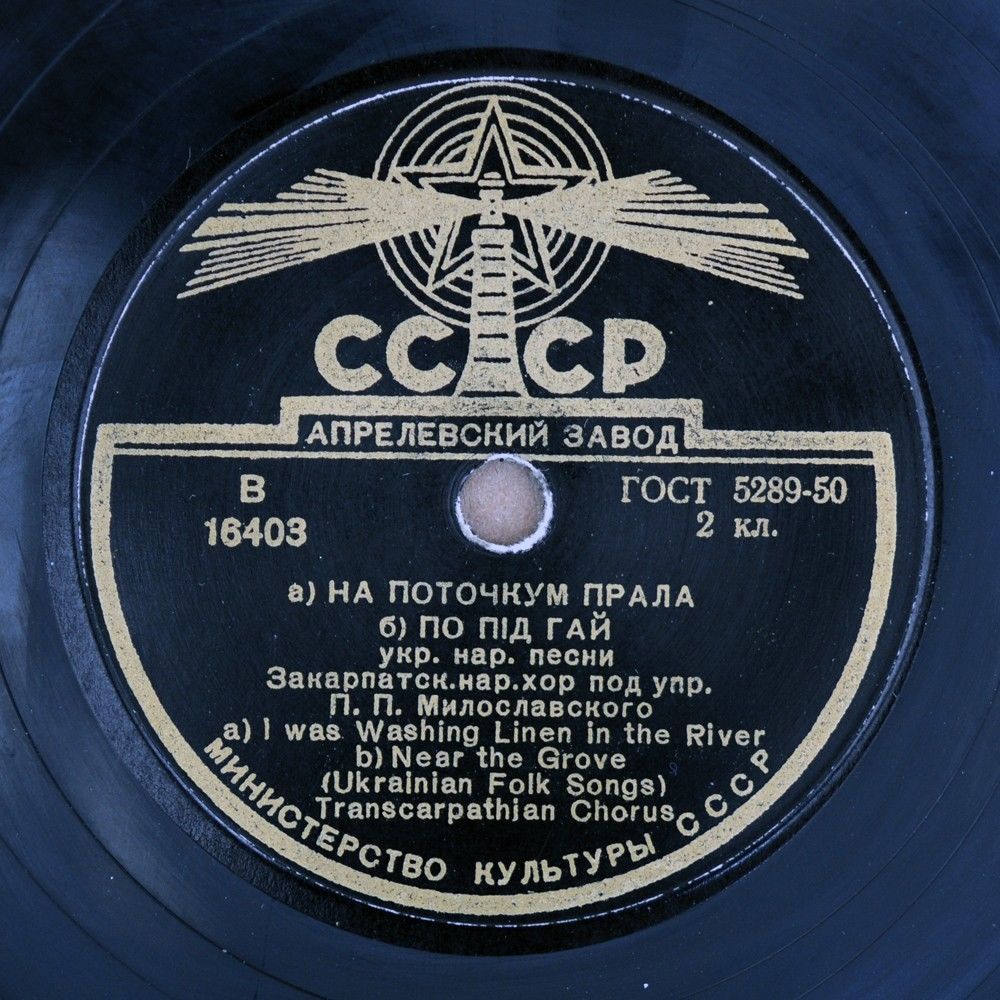 СССР
АПРЕЛЕВСКИЙ ЗАВОД
В
16403
ГОСТ 5289-50
2 кл.
а) НА ПОТОЧКУМ ПРАЛА
б) ПО ПІД ГАЙ
укр. нар. песни
Закарпатск.нар.хор под упр.
П. П. Милославского
a) I was Washing Linen in the River
b) Near the Grove
(Ukrainian Folk Songs)
Transcarpathian Chorus
МИНИСТЕРСТВО КУЛЬТУРЫ СССР